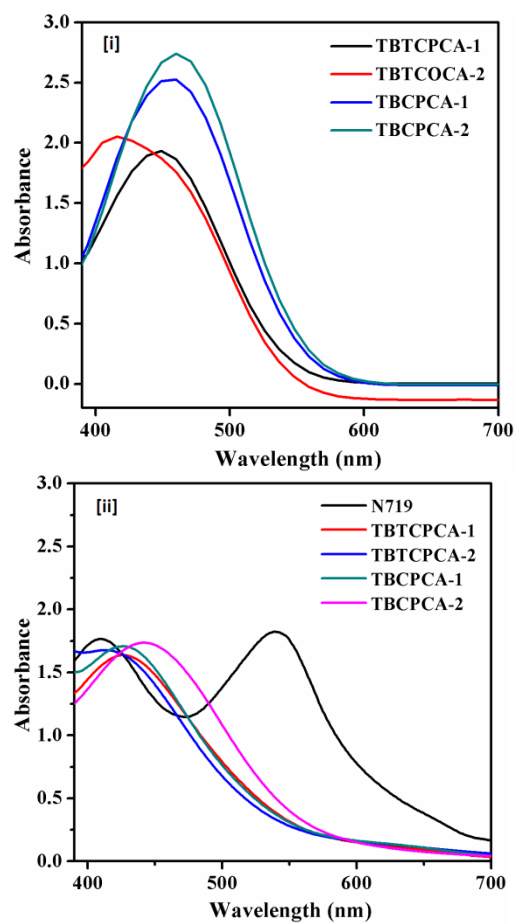 [i]
TBTCPCA-1
TBTCOCA-2
TBCPCA-1
TBCPCA-2
3.0
2.5
2.0
1.5
1.0
0.5
0.0
Absorbance
400 500 600 700
Wavelength (nm)
[ii]
N719
TBTCPCA-1
TBTCPCA-2
TBCPCA-1
TBCPCA-2
3.0
2.5
2.0
1.5
1.0
0.5
0.0
Absorbance
400 500 600 700
Wavelength (nm)